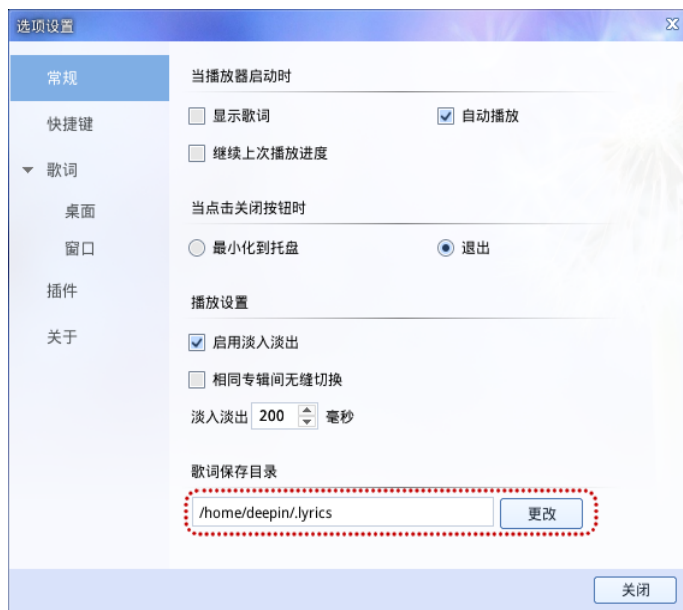 选项设置
常规
快捷键
歌词
桌面
窗口
插件
关于
当播放器启动时
显示歌词 自动播放
继续上次播放进度
当点击关闭按钮时
最小化到托盘 退出
播放设置
启用淡入淡出
相同专辑间无缝切换
淡入淡出 200 毫秒
歌词保存目录
/home/deepin/.lyrics 更改
关闭